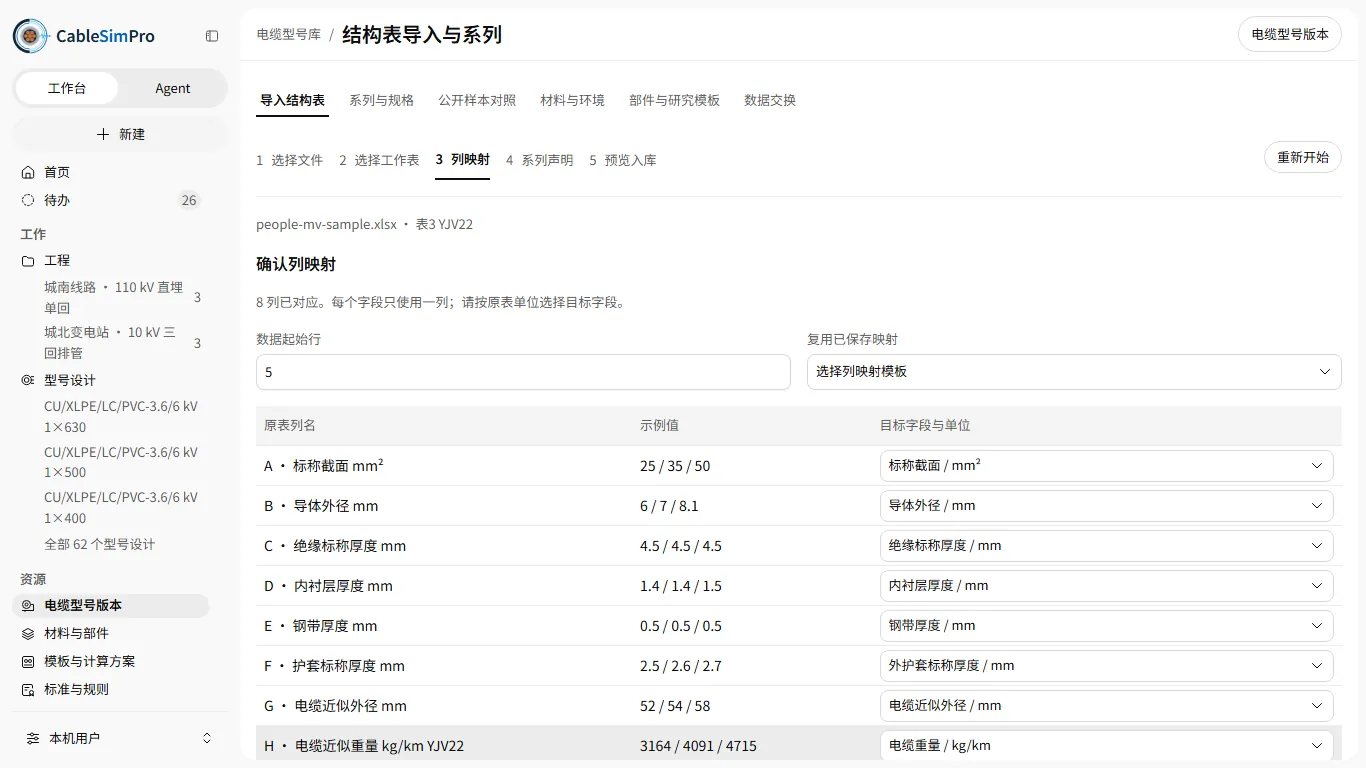 CableSimPro
工作台
Agent
新建
首页
待办
26
工作
工程
城南线路 · 110 kV 直埋
单回
3
城北变电站 · 10 kV 三
回排管
3
型号设计
CU/XLPE/LC/PVC-3.6/6 kV
1×630
CU/XLPE/LC/PVC-3.6/6 kV
1×500
CU/XLPE/LC/PVC-3.6/6 kV
1×400
全部 62 个型号设计
资源
电缆型号版本
材料与部件
模板与计算方案
标准与规则
本机用户
电缆型号库 / 结构表导入与系列
电缆型号版本
导入结构表 系列与规格 公开样本对照 材料与环境 部件与研究模板 数据交换
1 选择文件 2 选择工作表 3 列映射 4 系列声明 5 预览入库
重新开始
people-mv-sample.xlsx · 表3 YJV22
确认列映射
8 列已对应。每个字段只使用一列；请按原表单位选择目标字段。
数据起始行
5
复用已保存映射
选择列映射模板
原表列名 示例值 目标字段与单位
A · 标称截面 mm² 25 / 35 / 50 标称截面 / mm²
B · 导体外径 mm 6 / 7 / 8.1 导体外径 / mm
C · 绝缘标称厚度 mm 4.5 / 4.5 / 4.5 绝缘标称厚度 / mm
D · 内衬层厚度 mm 1.4 / 1.4 / 1.5 内衬层厚度 / mm
E · 钢带厚度 mm 0.5 / 0.5 / 0.5 钢带厚度 / mm
F · 护套标称厚度 mm 2.5 / 2.6 / 2.7 外护套标称厚度 / mm
G · 电缆近似外径 mm 52 / 54 / 58 电缆近似外径 / mm
H · 电缆近似重量 kg/km YJV22 3164 / 4091 / 4715 电缆重量 / kg/km